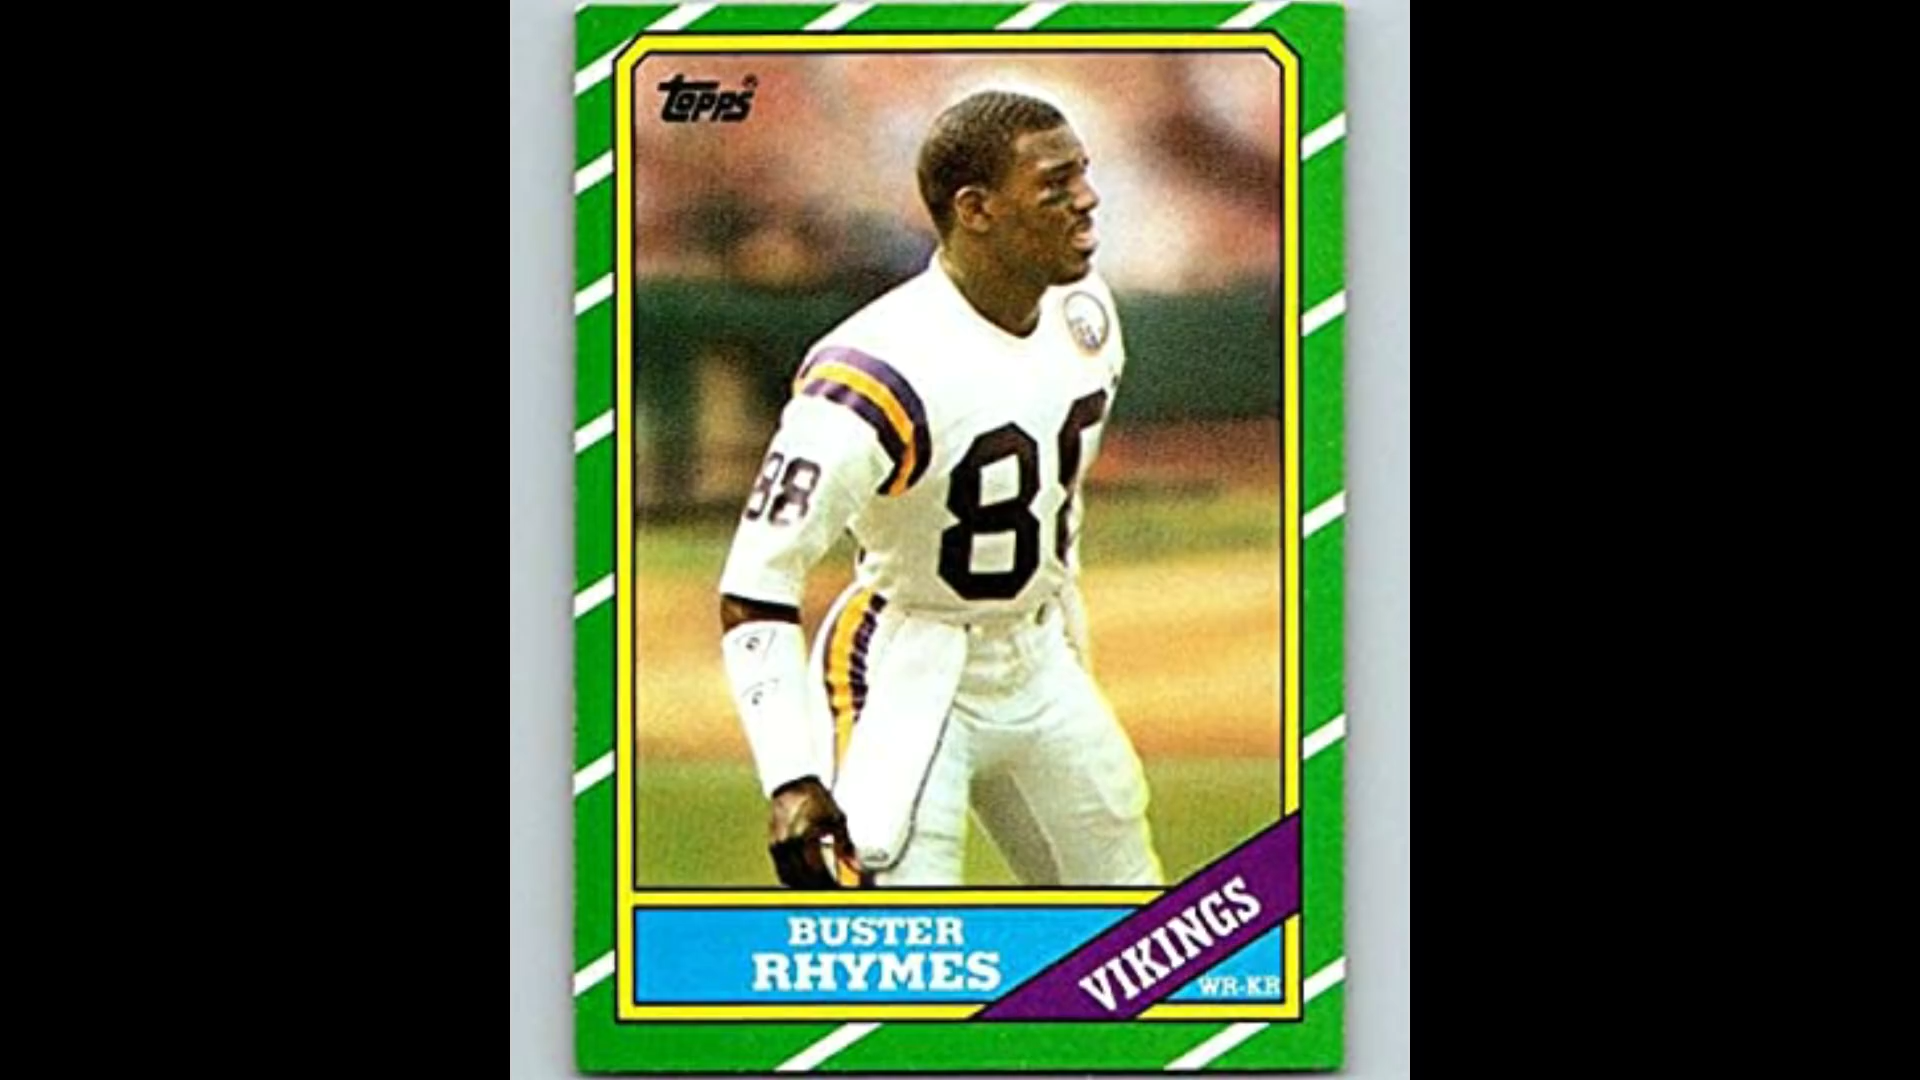 Topps®
88
88
BUSTER
RHYMES
VIKINGS
WR-KR